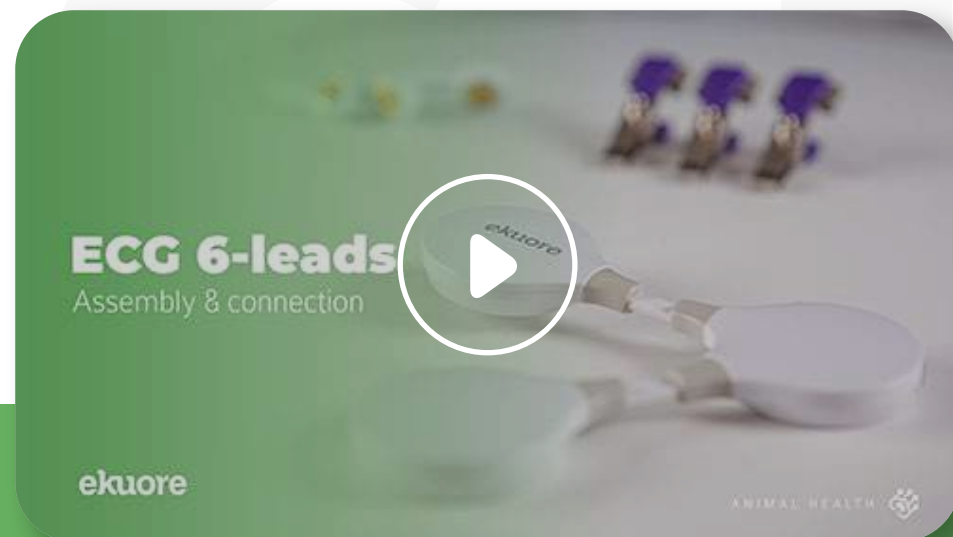 ekuore
ECG 6-leads
Assembly & connection
ekuore
ANIMAL HEALTH